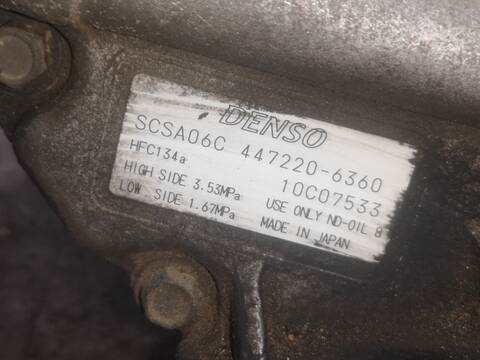 DENSO
SCSA06C 447220-6360
HFC134a 10C07533
HIGH SIDE 3.53MPa USE ONLY ND-OIL 8
LOW SIDE 1.67MPa MADE IN JAPAN